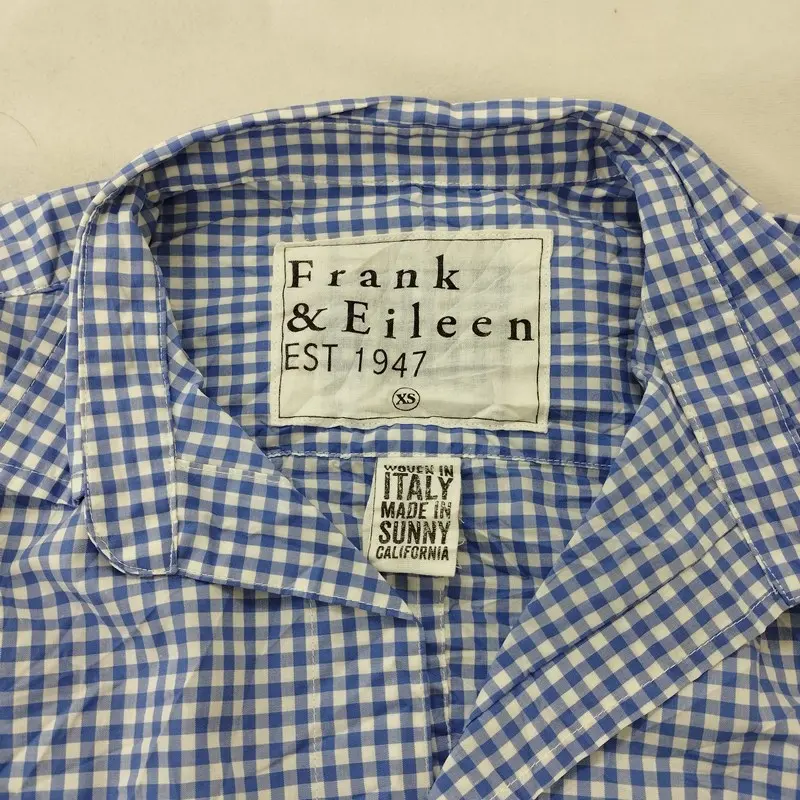 Frank
& Eileen
EST 1947
XS
WOVEN IN
ITALY
MADE IN
SUNNY
CALIFORNIA